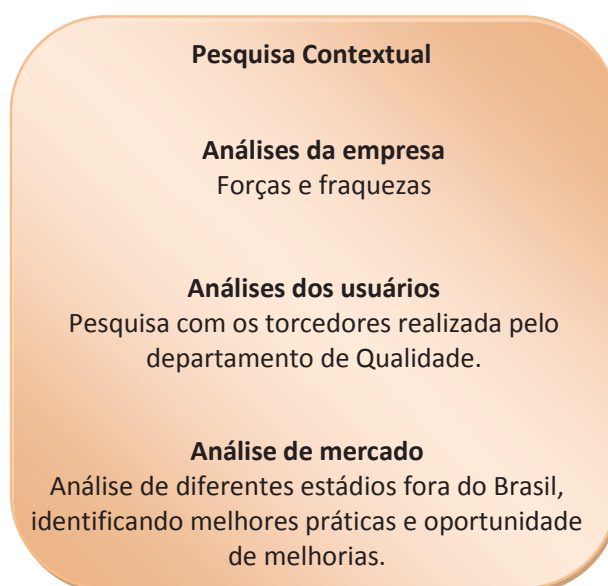 Pesquisa Contextual
Análises da empresa
Forças e fraquezas
Análises dos usuários
Pesquisa com os torcedores realizada pelo
departamento de Qualidade.
Análise de mercado
Análise de diferentes estádios fora do Brasil,
identificando melhores práticas e oportunidade
de melhorias.